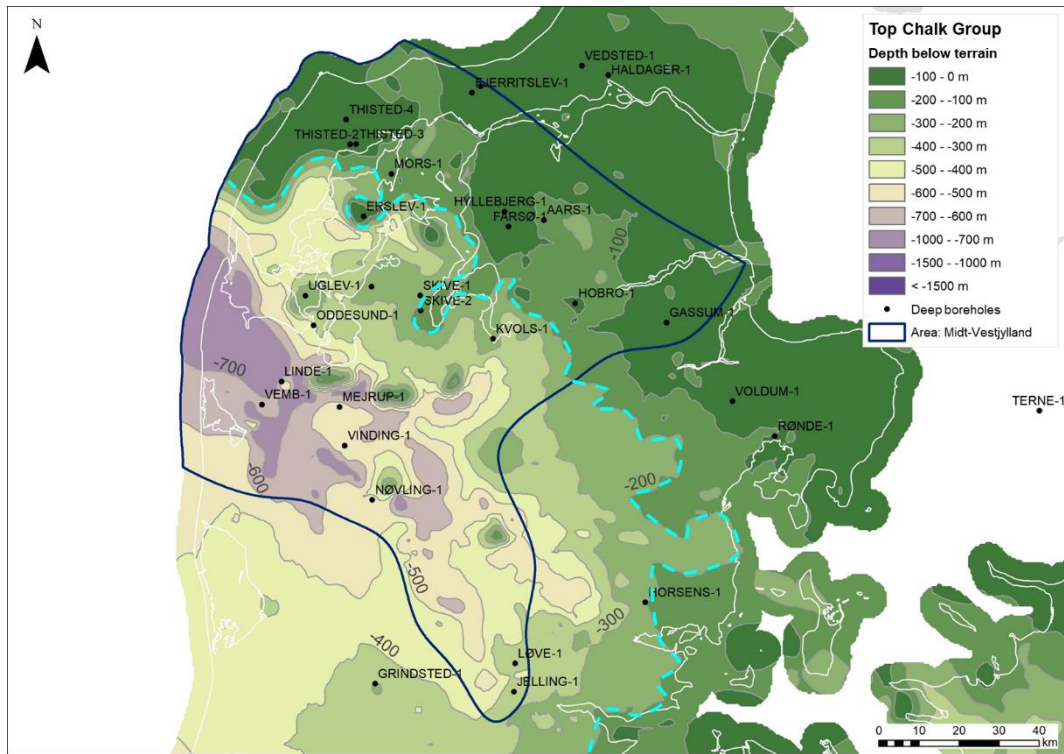 N
Top Chalk Group
Depth below terrain
-100 - 0 m
-200 - -100 m
-300 - -200 m
-400 - -300 m
-500 - -400 m
-600 - -500 m
-700 - -600 m
-1000 - -700 m
-1500 - -1000 m
< -1500 m
Deep boreholes
Area: Midt-Vestjylland
VEDSTED-1
HALDAGER-1
FJERRITSLEV-1
THISTED-4
THISTED-2
THISTED-3
MORS-1
ERSLEV-1
HYLLEBJERG-1
FARSØ-1
AARS-1
-100
UGLEV-1
SKIVE-1
SKIVE-2
HOBRO-1
GASSUM-1
ODDESUND-1
KVOLS-1
-700
LINDE-1
VEMB-1
MEJRUP-1
VOLDUM-1
TERNE-1
RØNDE-1
VINDING-1
-600
-200
NØVLING-1
-500
HORSENS-1
-300
-400
LØVE-1
GRINDSTED-1
JELLING-1
0 10 20 30 40
km